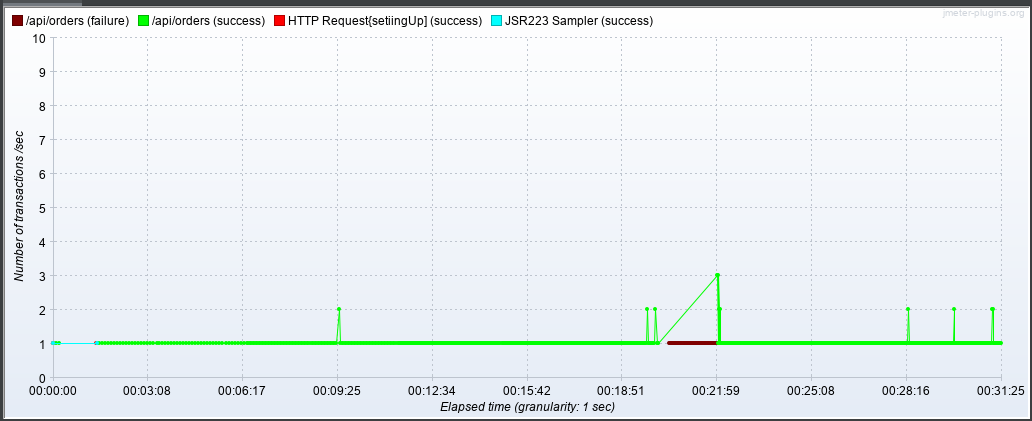 jmeter-plugins.org
/api/orders (failure) /api/orders (success) HTTP Request{setiingUp] (success) JSR223 Sampler (success)
Number of transactions /sec
10
9
8
7
6
5
4
3
2
1
0
00:00:00 00:03:08 00:06:17 00:09:25 00:12:34 00:15:42 00:18:51 00:21:59 00:25:08 00:28:16 00:31:25
Elapsed time (granularity: 1 sec)